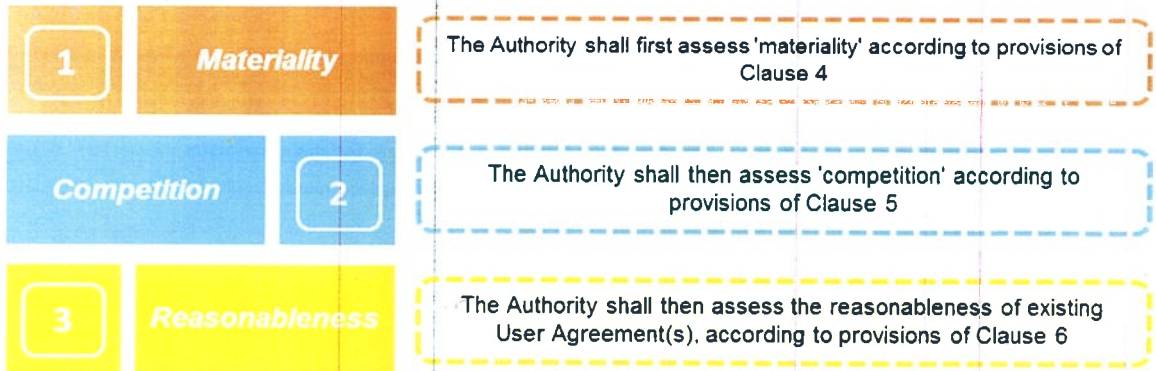 1
Materiality
The Authority shall first assess 'materiality' according to provisions of
Clause 4
Competition
2
The Authority shall then assess 'competition' according to
provisions of Clause 5
3
Reasonableness
The Authority shall then assess the reasonableness of existing
User Agreement(s), according to provisions of Clause 6